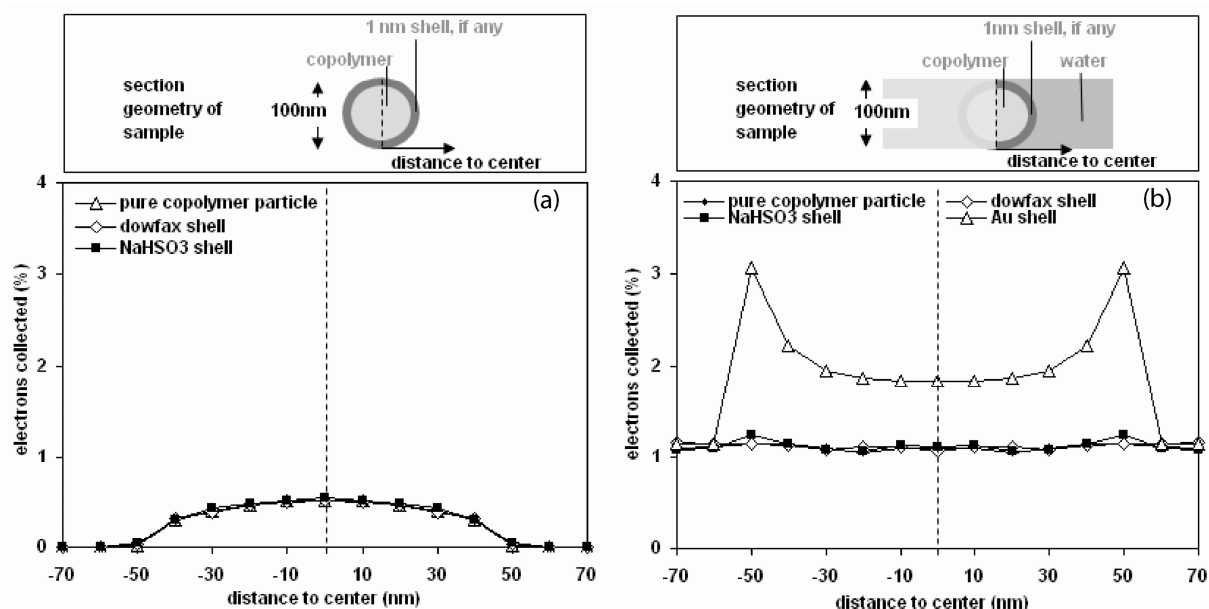 1 nm shell, if any
copolymer
section
geometry of
sample
100nm
distance to center
(a)
pure copolymer particle
dowfax shell
NaHSO3 shell
electrons collected (%)
4
3
2
1
0
-70 -50 -30 -10 10 30 50 70
distance to center (nm)
1nm shell, if any
copolymer
water
section
geometry of
sample
100nm
distance to center
(b)
pure copolymer particle
dowfax shell
NaHSO3 shell
Au shell
electrons collected (%)
4
3
2
1
0
-70 -50 -30 -10 10 30 50 70
distance to center (nm)